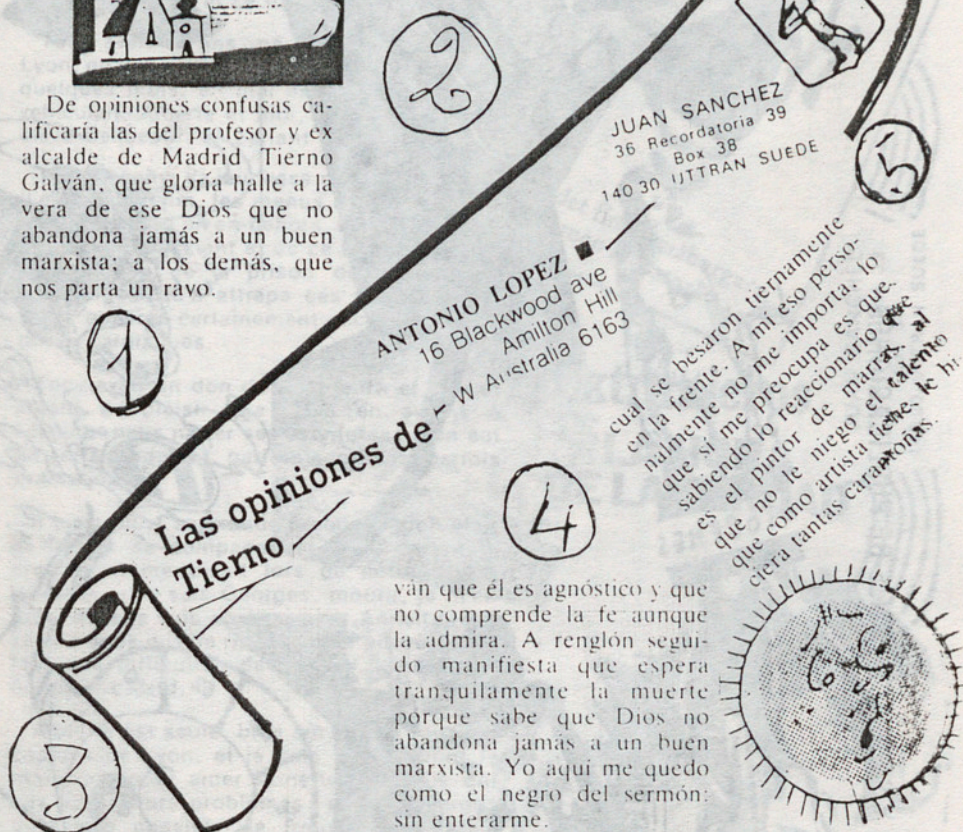 2
De opiniones confusas ca-
lificaría las del profesor y ex
alcalde de Madrid Tierno
Galván, que gloría halle a la
vera de ese Dios que no
abandona jamás a un buen
marxista; a los demás, que
nos parta un rayo.
1
JUAN SANCHEZ
36 Recordatoria 39
Box 38
140 30 UTTRAN SUEDE
5
ANTONIO LOPEZ
16 Blackwood ave
Amilton Hill
W Australia 6163
cual se besaron tiernamente
en la frente. A mí eso perso-
nalmente no me importa, lo
que sí me preocupa es que-
sabiendo lo reaccionario que
es el pintor de marras, al
que no le niego el talento
que como artista tiene, le hi-
ciera tantas carantoñas.
Las opiniones de
Tierno
4
ván que él es agnóstico y que
no comprende la fe aunque
la admira. A renglón segui-
do manifiesta que espera
tranquilamente la muerte
porque sabe que Dios no
abandona jamás a un buen
marxista. Yo aquí me quedo
como el negro del sermón:
sin enterarme.
3